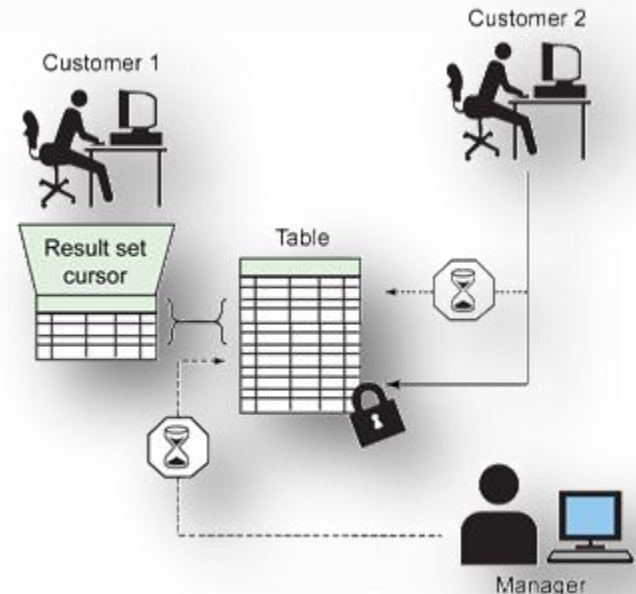 Customer 2
Customer 1
Result set
cursor
Table
Manager